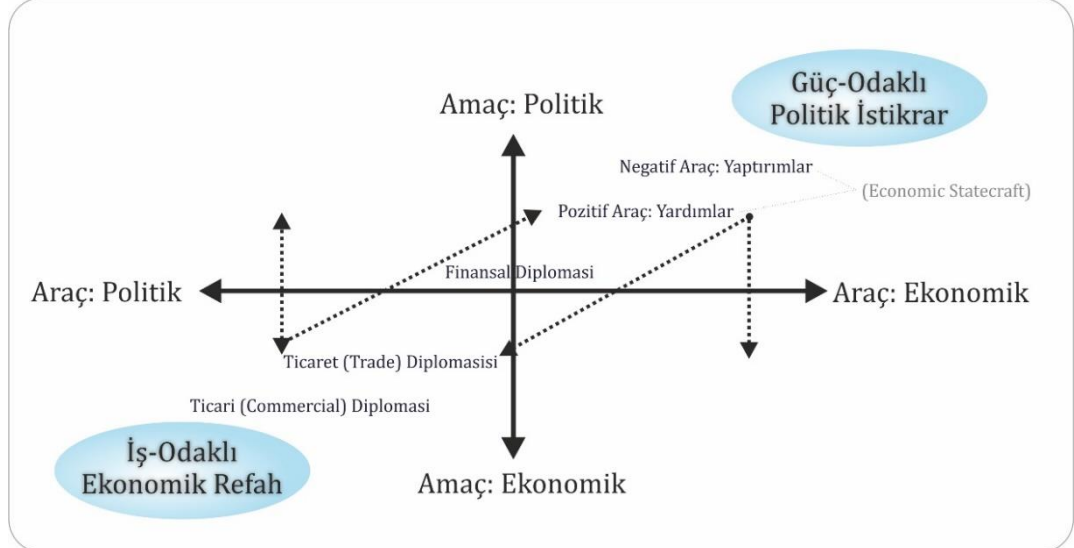 Güç-Odaklı
Politik İstikrar
Amaç: Politik
Negatif Araç: Yaptırımlar
(Economic Statecraft)
Pozitif Araç: Yardımlar
Finansal Diplomasi
Araç: Politik
Araç: Ekonomik
Ticaret (Trade) Diplomasisi
Ticari (Commercial) Diplomasi
İş-Odaklı
Ekonomik Refah
Amaç: Ekonomik